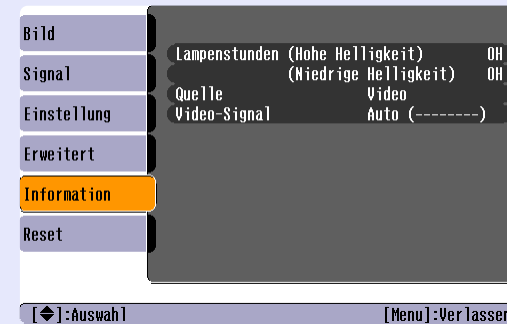 Bild
Signal
Einstellung
Erweitert
Information
Reset
Lampenstunden (Hohe Helligkeit) 0H
(Niedrige Helligkeit) 0H
Quelle Video
Video-Signal Auto (--------)
[◆]:Auswahl [Menu]:Verlassen